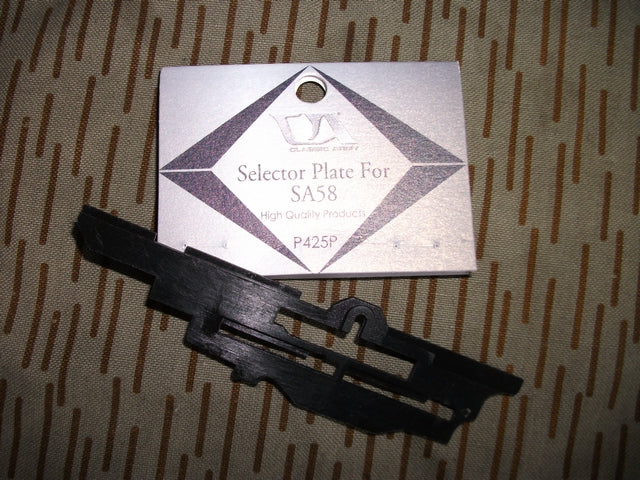 CA
CLASSIC ARMY
Selector Plate For
SA58
High Quality Products
P425P